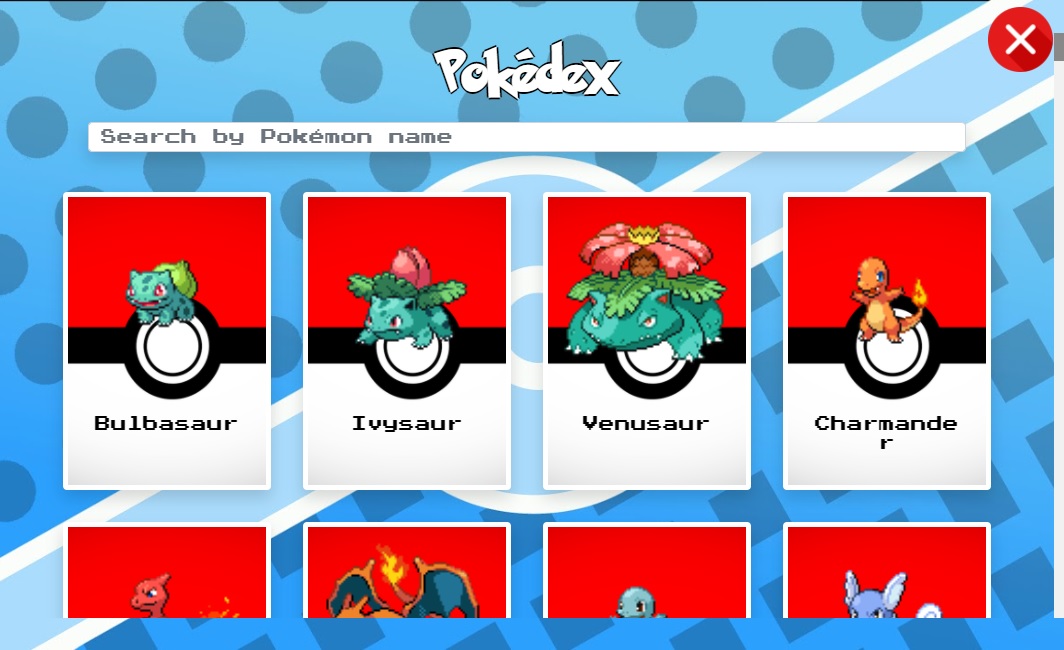 Pokédex
Search by Pokémon name
Bulbasaur
Ivysaur
Venusaur
Charmande
r